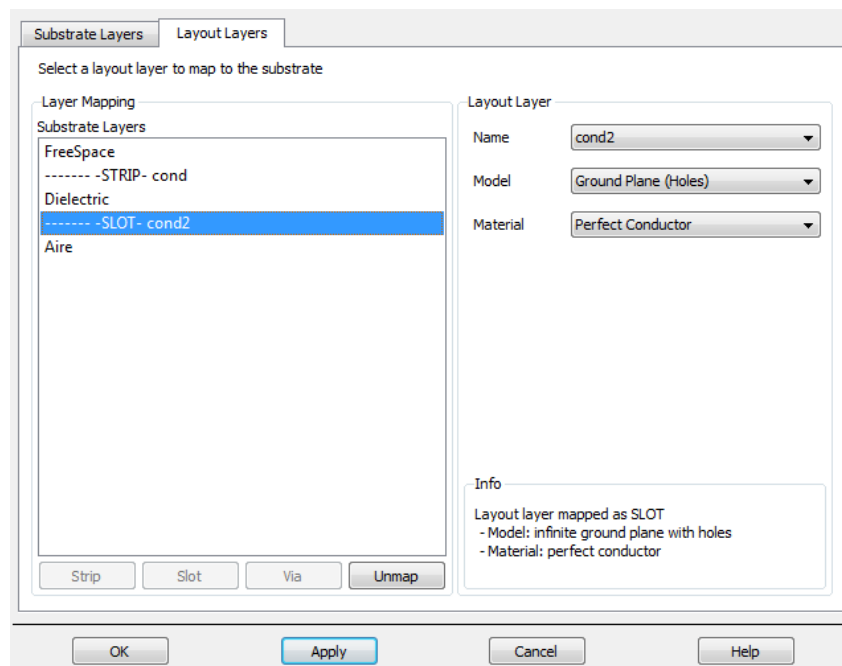 Substrate Layers
Layout Layers
Select a layout layer to map to the substrate
Layer Mapping
Substrate Layers
FreeSpace
------- -STRIP- cond
Dielectric
------- -SLOT- cond2
Aire
Strip
Slot
Via
Unmap
Layout Layer
Name
cond2
Model
Ground Plane (Holes)
Material
Perfect Conductor
Info
Layout layer mapped as SLOT
- Model: infinite ground plane with holes
- Material: perfect conductor
OK
Apply
Cancel
Help